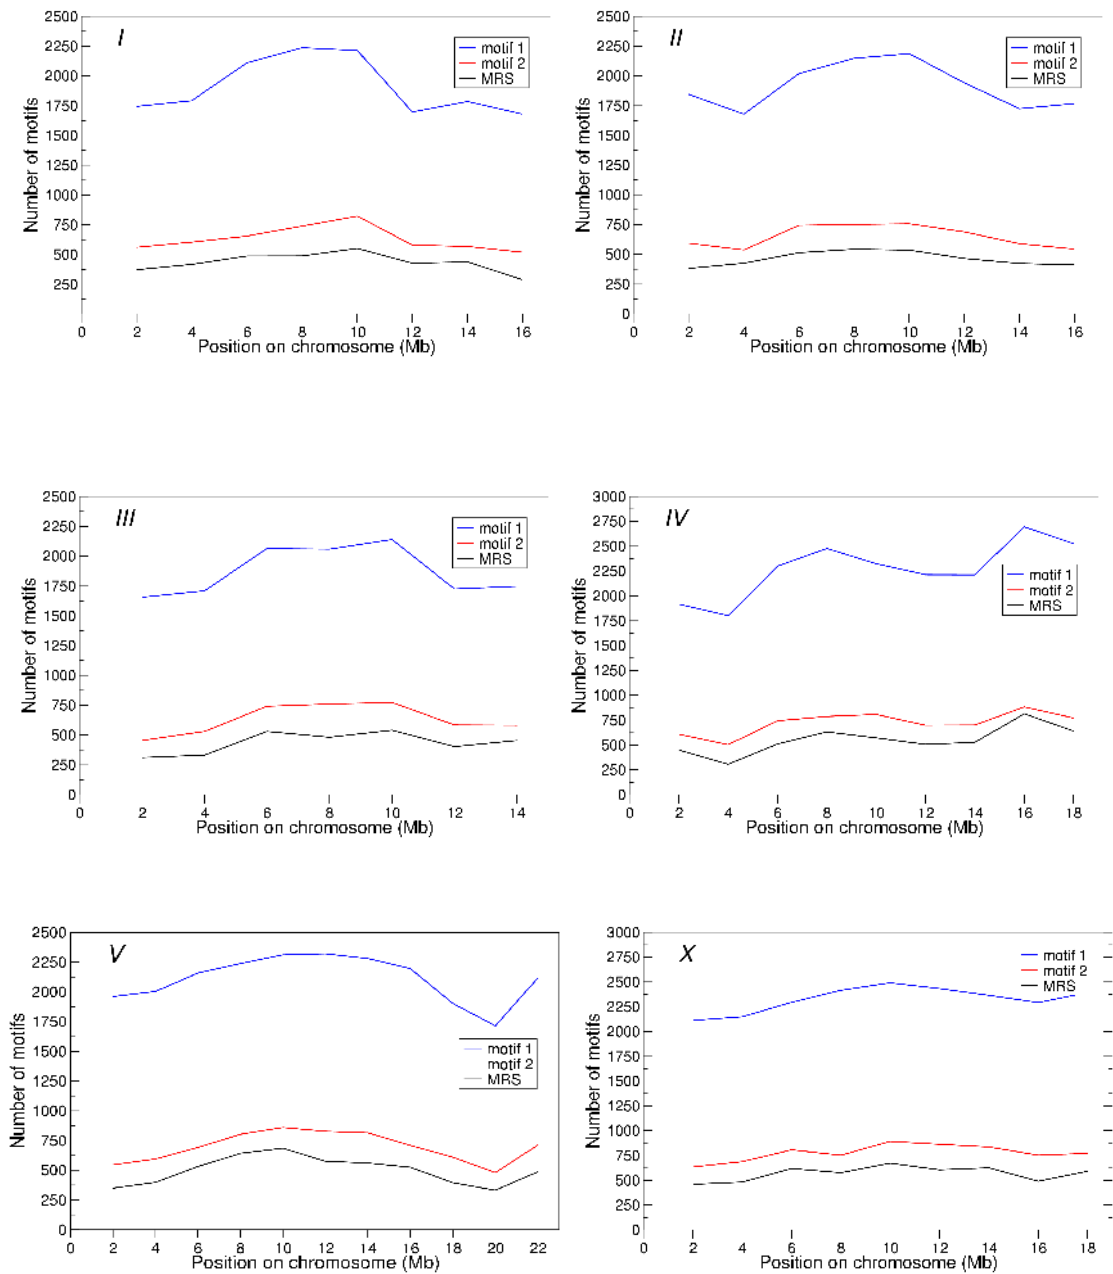 I
2500
2250
2000
1750
1500
1250
1000
750
500
250
0
Number of motifs
motif 1
motif 2
MRS
0 2 4 6 8 10 12 14 16
Position on chromosome (Mb)
II
2500
2250
2000
1750
1500
1250
1000
750
500
250
0
Number of motifs
motif 1
motif 2
MRS
0 2 4 6 8 10 12 14 16
Position on chromosome (Mb)
III
2500
2250
2000
1750
1500
1250
1000
750
500
250
0
Number of motifs
motif 1
motif 2
MRS
0 2 4 6 8 10 12 14
Position on chromosome (Mb)
IV
3000
2750
2500
2250
2000
1750
1500
1250
1000
750
500
250
0
Number of motifs
motif 1
motif 2
MRS
0 2 4 6 8 10 12 14 16 18
Position on chromosome (Mb)
V
2500
2250
2000
1750
1500
1250
1000
750
500
250
0
Number of motifs
motif 1
motif 2
MRS
0 2 4 6 8 10 12 14 16 18 20 22
Position on chromosome (Mb)
X
3000
2750
2500
2250
2000
1750
1500
1250
1000
750
500
250
0
Number of motifs
motif 1
motif 2
MRS
0 2 4 6 8 10 12 14 16 18
Position on chromosome (Mb)